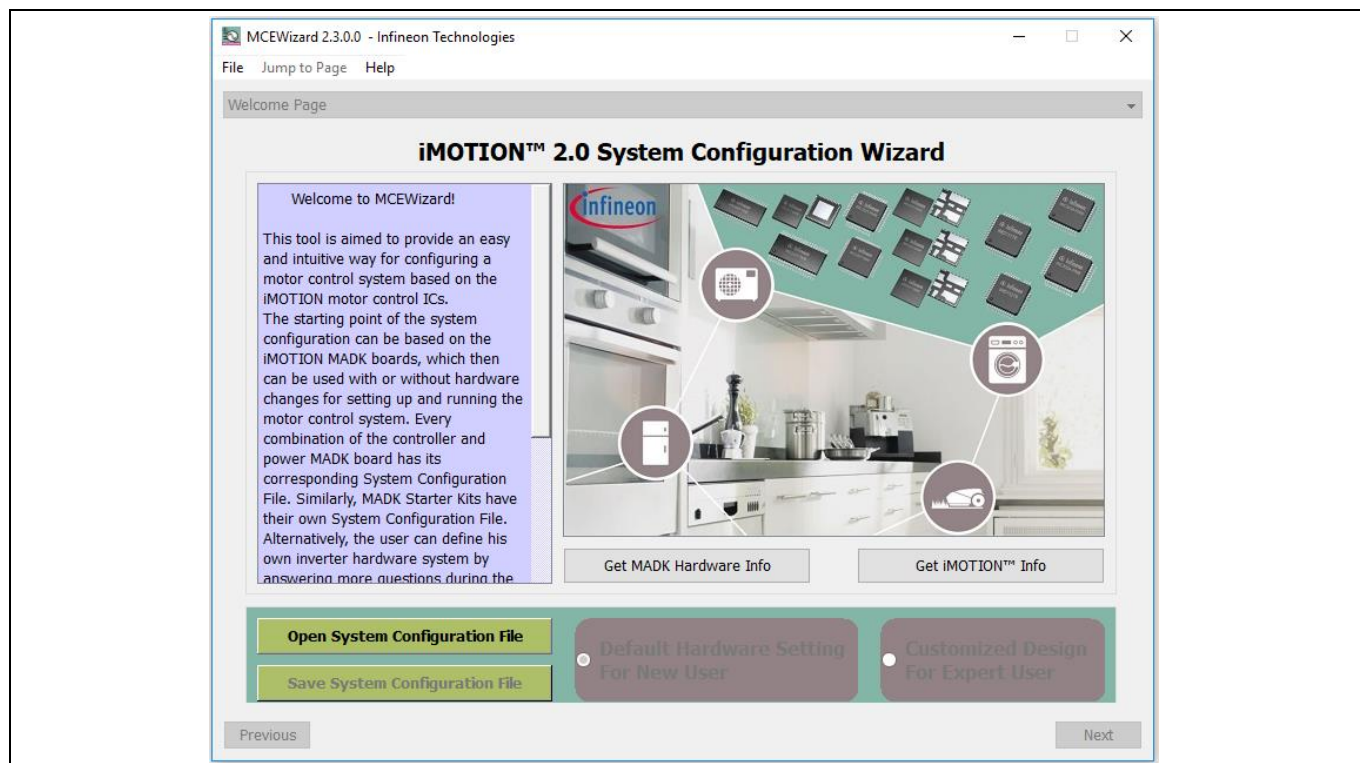 MCEWizard 2.3.0.0 - Infineon Technologies
File Jump to Page Help
Welcome Page
iMOTION™ 2.0 System Configuration Wizard
Welcome to MCEWizard!
This tool is aimed to provide an easy
and intuitive way for configuring a
motor control system based on the
iMOTION motor control ICs.
The starting point of the system
configuration can be based on the
iMOTION MADK boards, which then
can be used with or without hardware
changes for setting up and running the
motor control system. Every
combination of the controller and
power MADK board has its
corresponding System Configuration
File. Similarly, MADK Starter Kits have
their own System Configuration File.
Alternatively, the user can define his
own inverter hardware system by
answering more questions during the
infineon
Get MADK Hardware Info
Get iMOTION™ Info
Open System Configuration File
Save System Configuration File
Default Hardware Setting
For New User
Customized Design
For Expert User
Previous
Next